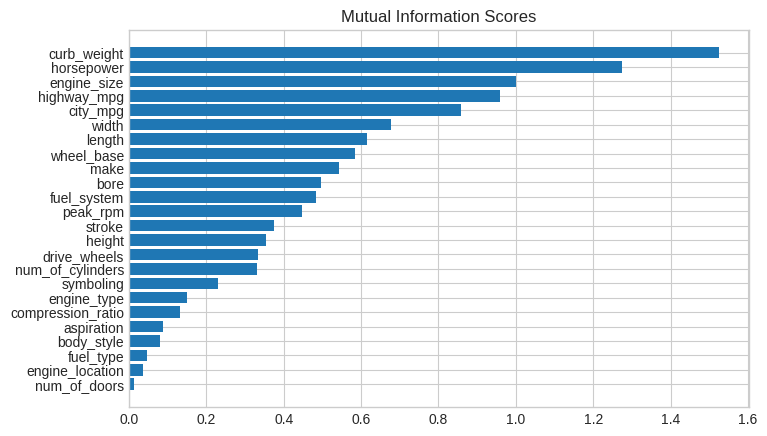 Mutual Information Scores
curb_weight
horsepower
engine_size
highway_mpg
city_mpg
width
length
wheel_base
make
bore
fuel_system
peak_rpm
stroke
height
drive_wheels
num_of_cylinders
symboling
engine_type
compression_ratio
aspiration
body_style
fuel_type
engine_location
num_of_doors
0.0 0.2 0.4 0.6 0.8 1.0 1.2 1.4 1.6